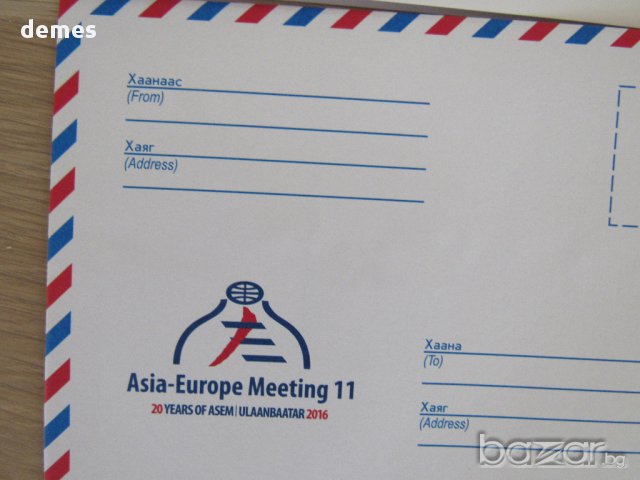 demes
Хаанаас
(From)
Хаяг
(Address)
Хаана
(To)
Хаяг
(Address)
Asia-Europe Meeting 11
20 YEARS OF ASEM | ULAANBAATAR 2016
bazar.bg